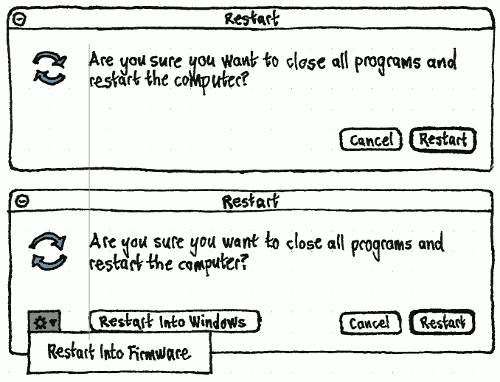 Restart
Are you sure you want to close all programs and
restart the computer?
Cancel Restart
Restart
Are you sure you want to close all programs and
restart the computer?
Restart Into Windows Cancel Restart
Restart Into Firmware